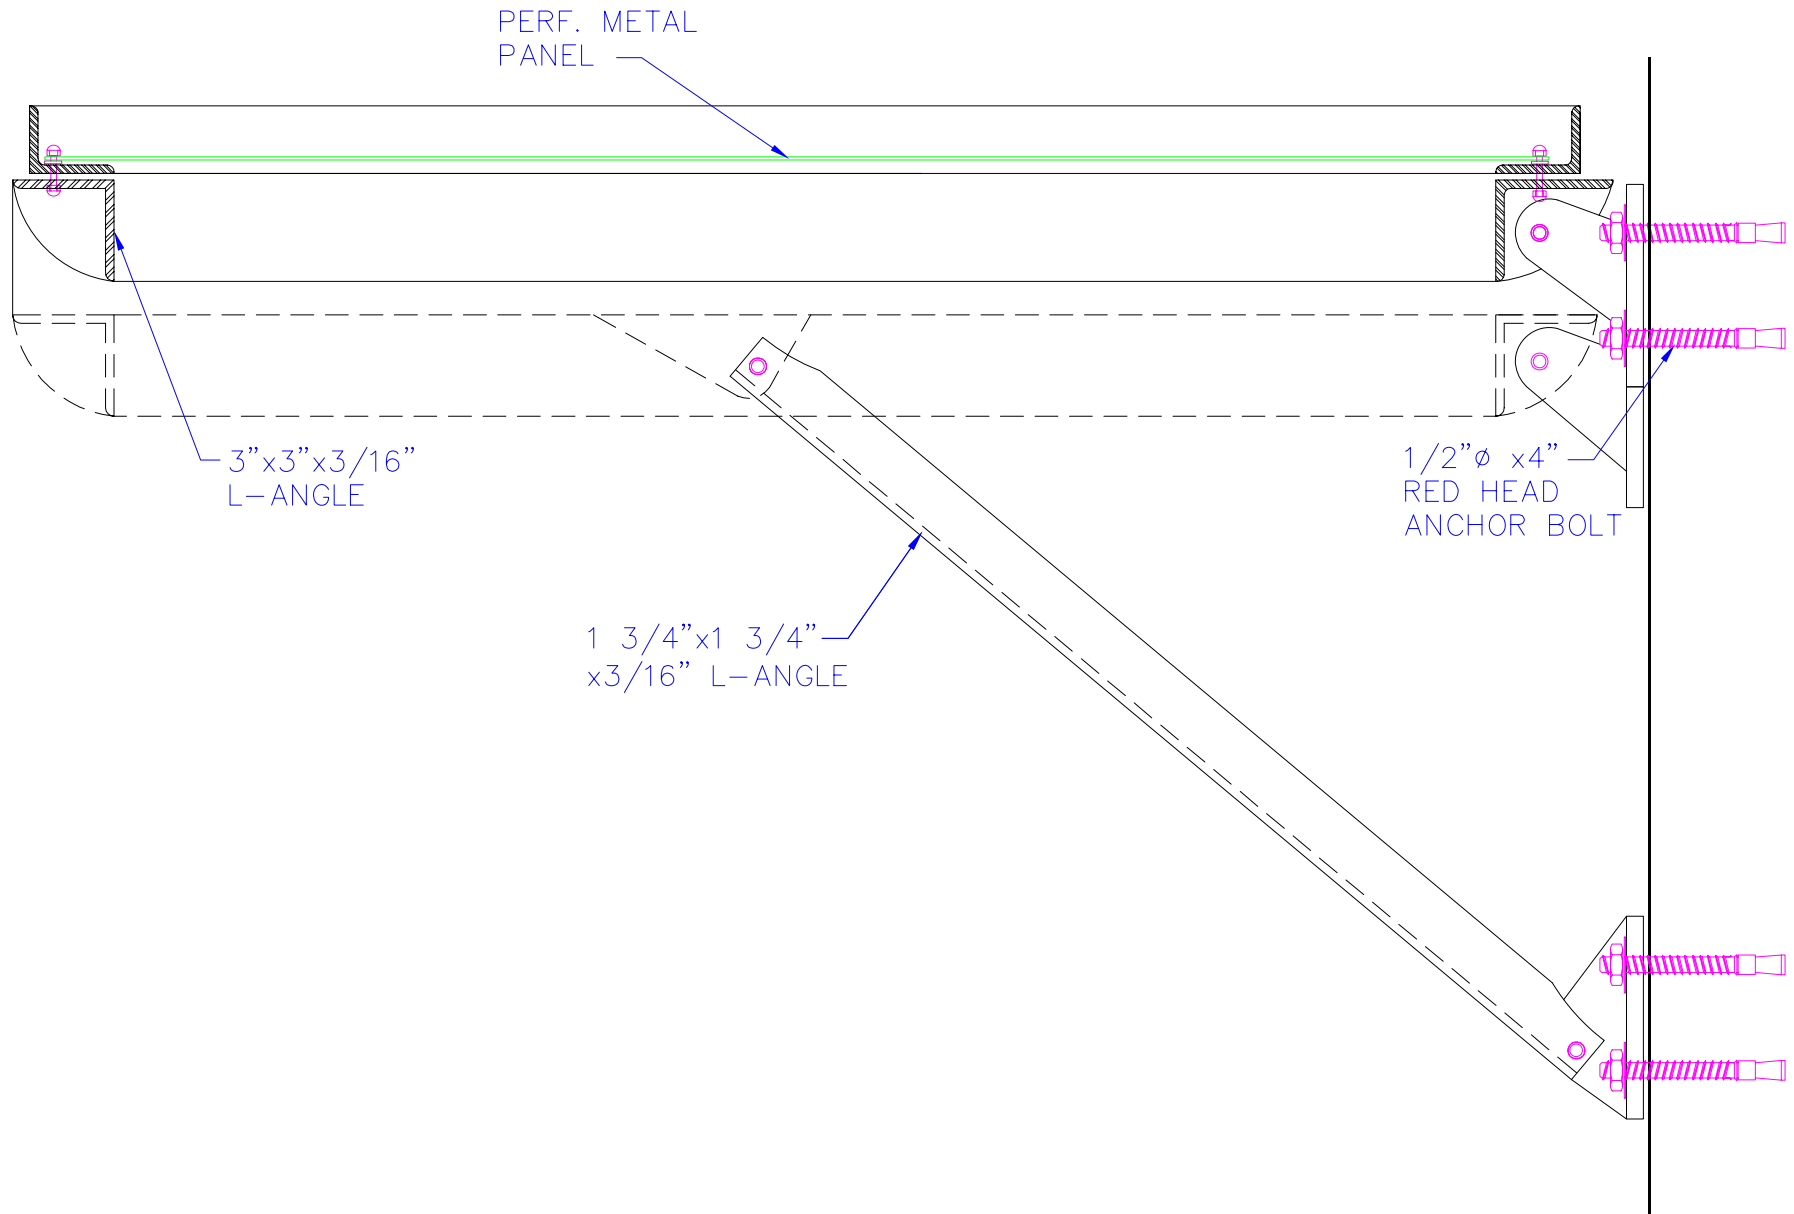 PERF. METAL
PANEL
3”x3”x3/16”
L-ANGLE
1/2”ø x4”
RED HEAD
ANCHOR BOLT
1 3/4”x1 3/4”
x3/16” L-ANGLE